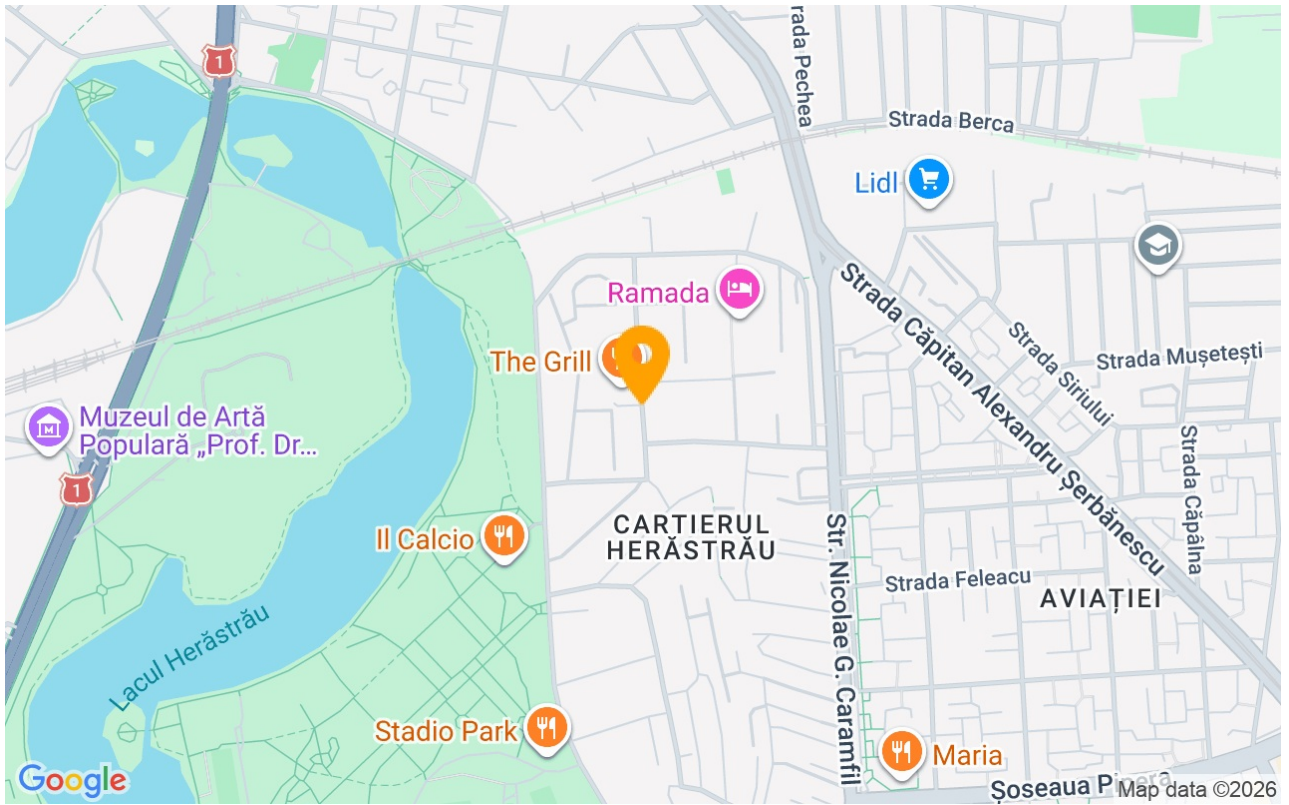 1
rada Pechea
Strada Berca
Lidl
Ramada
Strada Căpitan Alexandru Șerbănescu
Strada Siriului
Strada Mușetești
The Grill
Muzeul de Artă
Populară „Prof. Dr...
1
Strada Căpâlna
Il Calcio
CARTIERUL
HERĂSTRĂU
Str. Nicolae G. Caramfil
Strada Feleacu
AVIAȚIEI
Lacul Herăstrău
Stadio Park
Maria
Google
Șoseaua Pipera
Map data ©2026